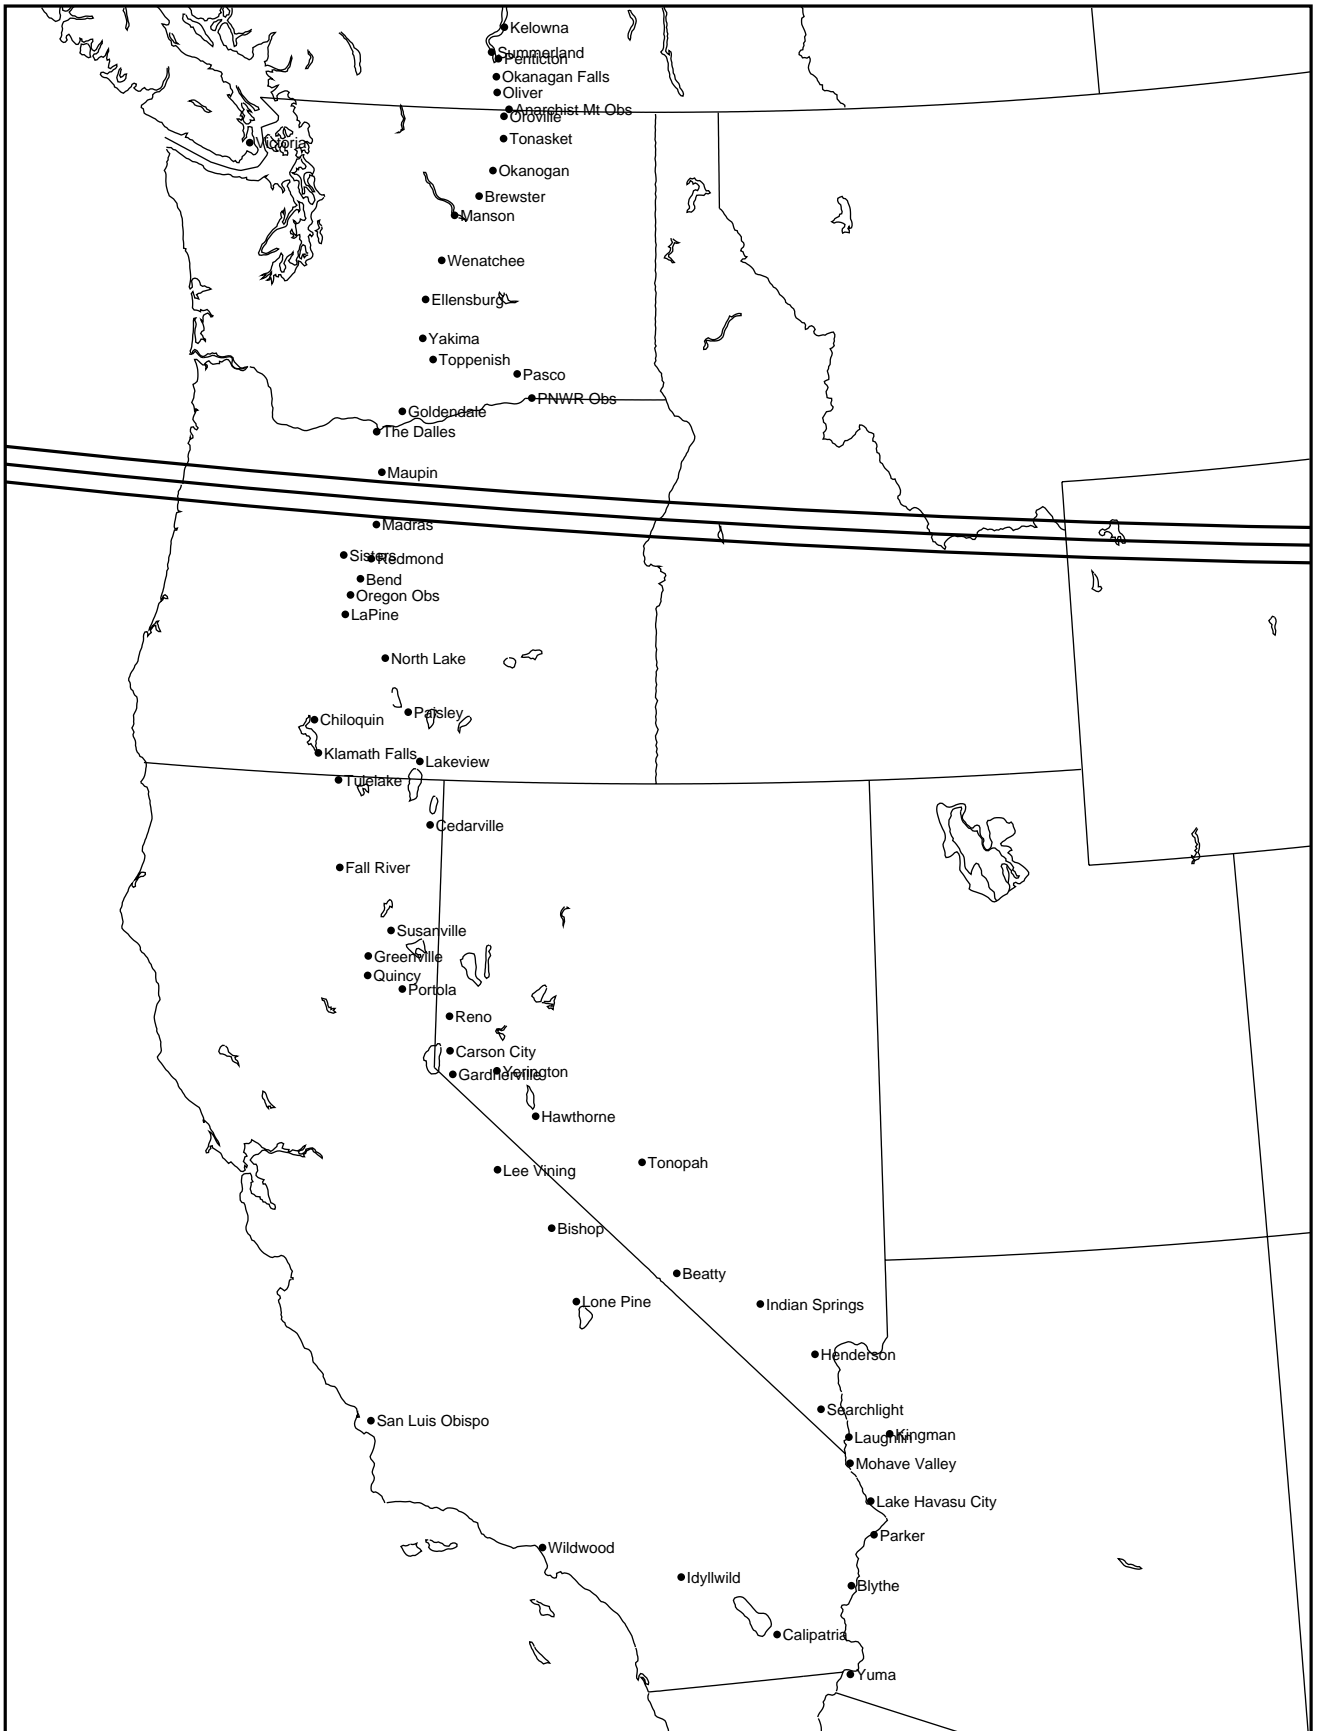 Kelowna
Summerland
Penticton
Okanagan Falls
Oliver
Anarchist Mt Obs
Oroville
Tonasket
Victoria
Okanogan
Brewster
Manson
Wenatchee
Ellensburg
Yakima
Toppenish
Pasco
PNWR Obs
Goldendale
The Dalles
Maupin
Madras
Sisters
Redmond
Bend
Oregon Obs
LaPine
North Lake
Paisley
Chiloquin
Klamath Falls
Lakeview
Tulelake
Cedarville
Fall River
Susanville
Greenville
Quincy
Portola
Reno
Carson City
Yerington
Gardnerville
Hawthorne
Tonopah
Lee Vining
Bishop
Beatty
Lone Pine
Indian Springs
Henderson
Searchlight
Kingman
Laughlin
San Luis Obispo
Mohave Valley
Lake Havasu City
Parker
Wildwood
Idyllwild
Blythe
Calipatria
Yuma